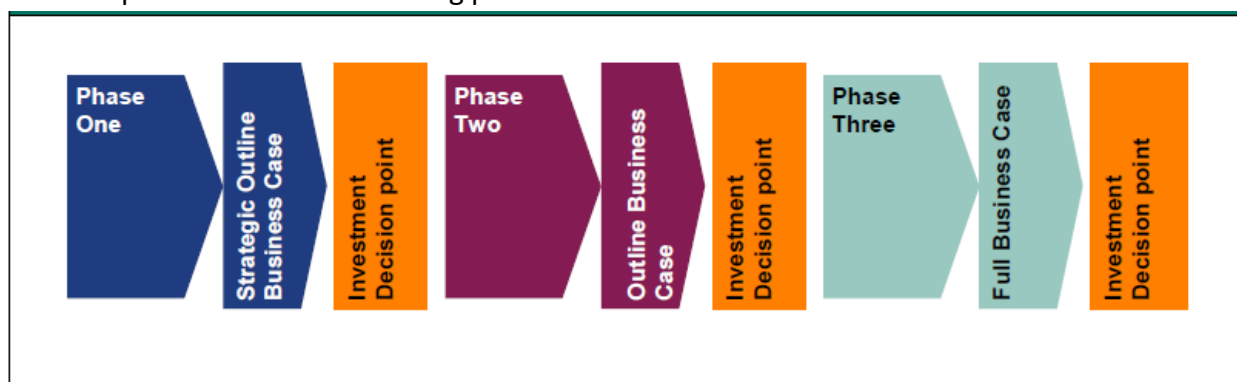 Phase
One
Strategic Outline
Business Case
Investment
Decision point
Phase
Two
Outline Business
Case
Investment
Decision point
Phase
Three
Full Business Case
Investment
Decision point